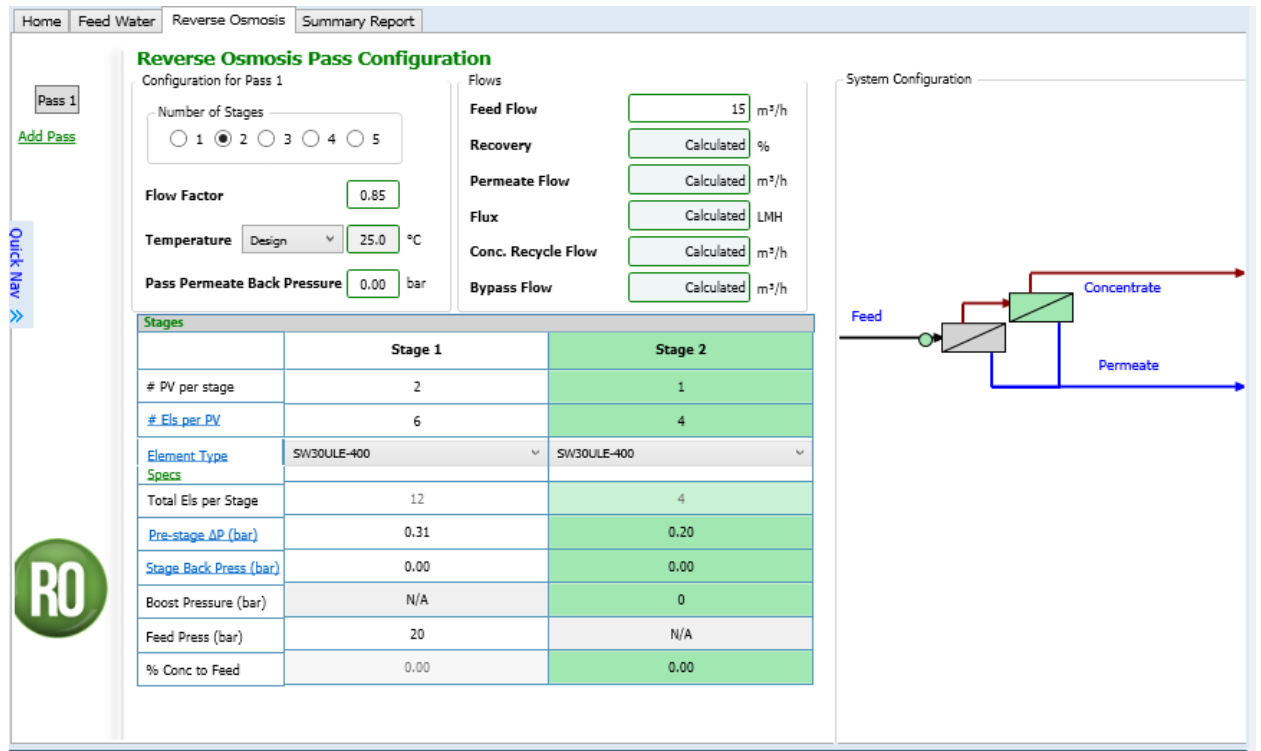 Home Feed Water Reverse Osmosis Summary Report
Reverse Osmosis Pass Configuration
Pass 1
Add Pass
Quick Nav
RO
Configuration for Pass 1
Number of Stages
1 2 3 4 5
Flow Factor 0.85
Temperature Design 25.0 °C
Pass Permeate Back Pressure 0.00 bar
Flows
Feed Flow 15 m³/h
Recovery Calculated %
Permeate Flow Calculated m³/h
Flux Calculated LMH
Conc. Recycle Flow Calculated m³/h
Bypass Flow Calculated m³/h
Stages
Stage 1 Stage 2
# PV per stage 2 1
# Els per PV 6 4
Element Type SW30ULE-400 SW30ULE-400
Specs
Total Els per Stage 12 4
Pre-stage ΔP (bar) 0.31 0.20
Stage Back Press (bar) 0.00 0.00
Boost Pressure (bar) N/A 0
Feed Press (bar) 20 N/A
% Conc to Feed 0.00 0.00
System Configuration
Concentrate
Feed
Permeate